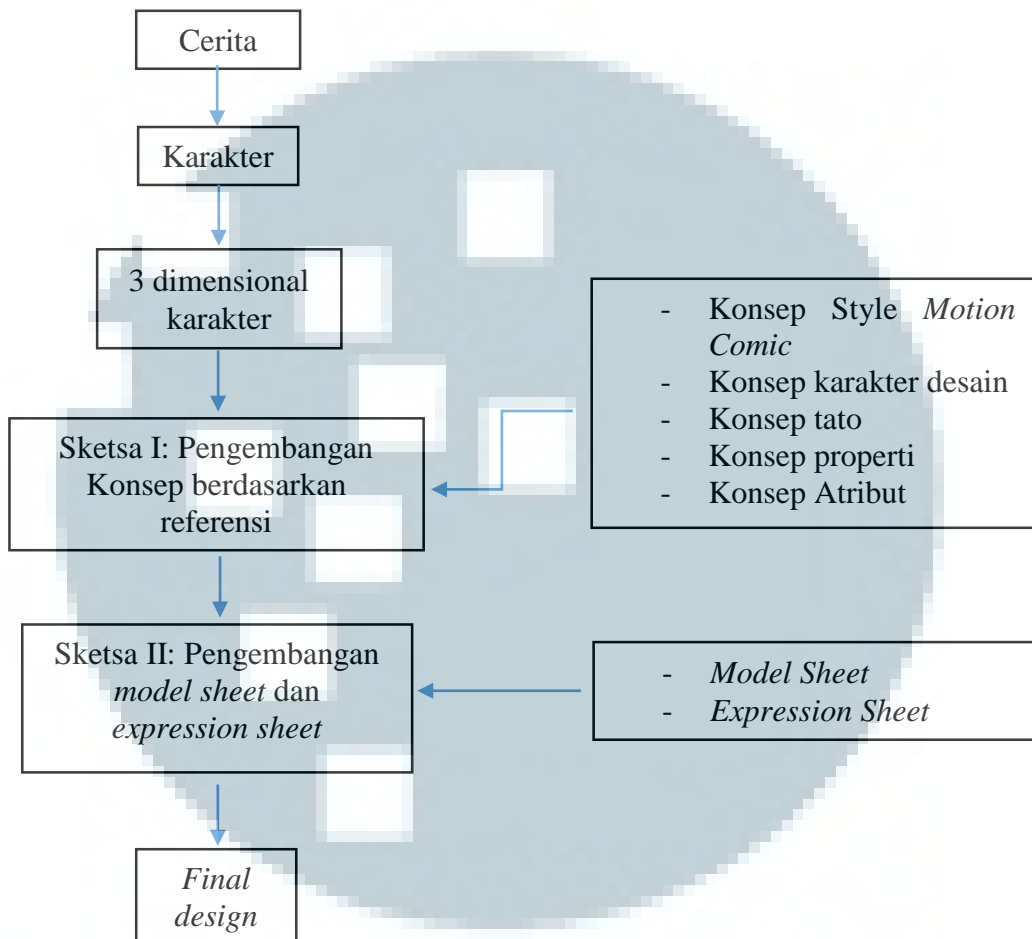 Cerita
Karakter
3 dimensional
karakter
Sketsa I: Pengembangan
Konsep berdasarkan
referensi
- Konsep Style Motion
Comic
- Konsep karakter desain
- Konsep tato
- Konsep properti
- Konsep Atribut
Sketsa II: Pengembangan
model sheet dan
expression sheet
- Model Sheet
- Expression Sheet
Final
design